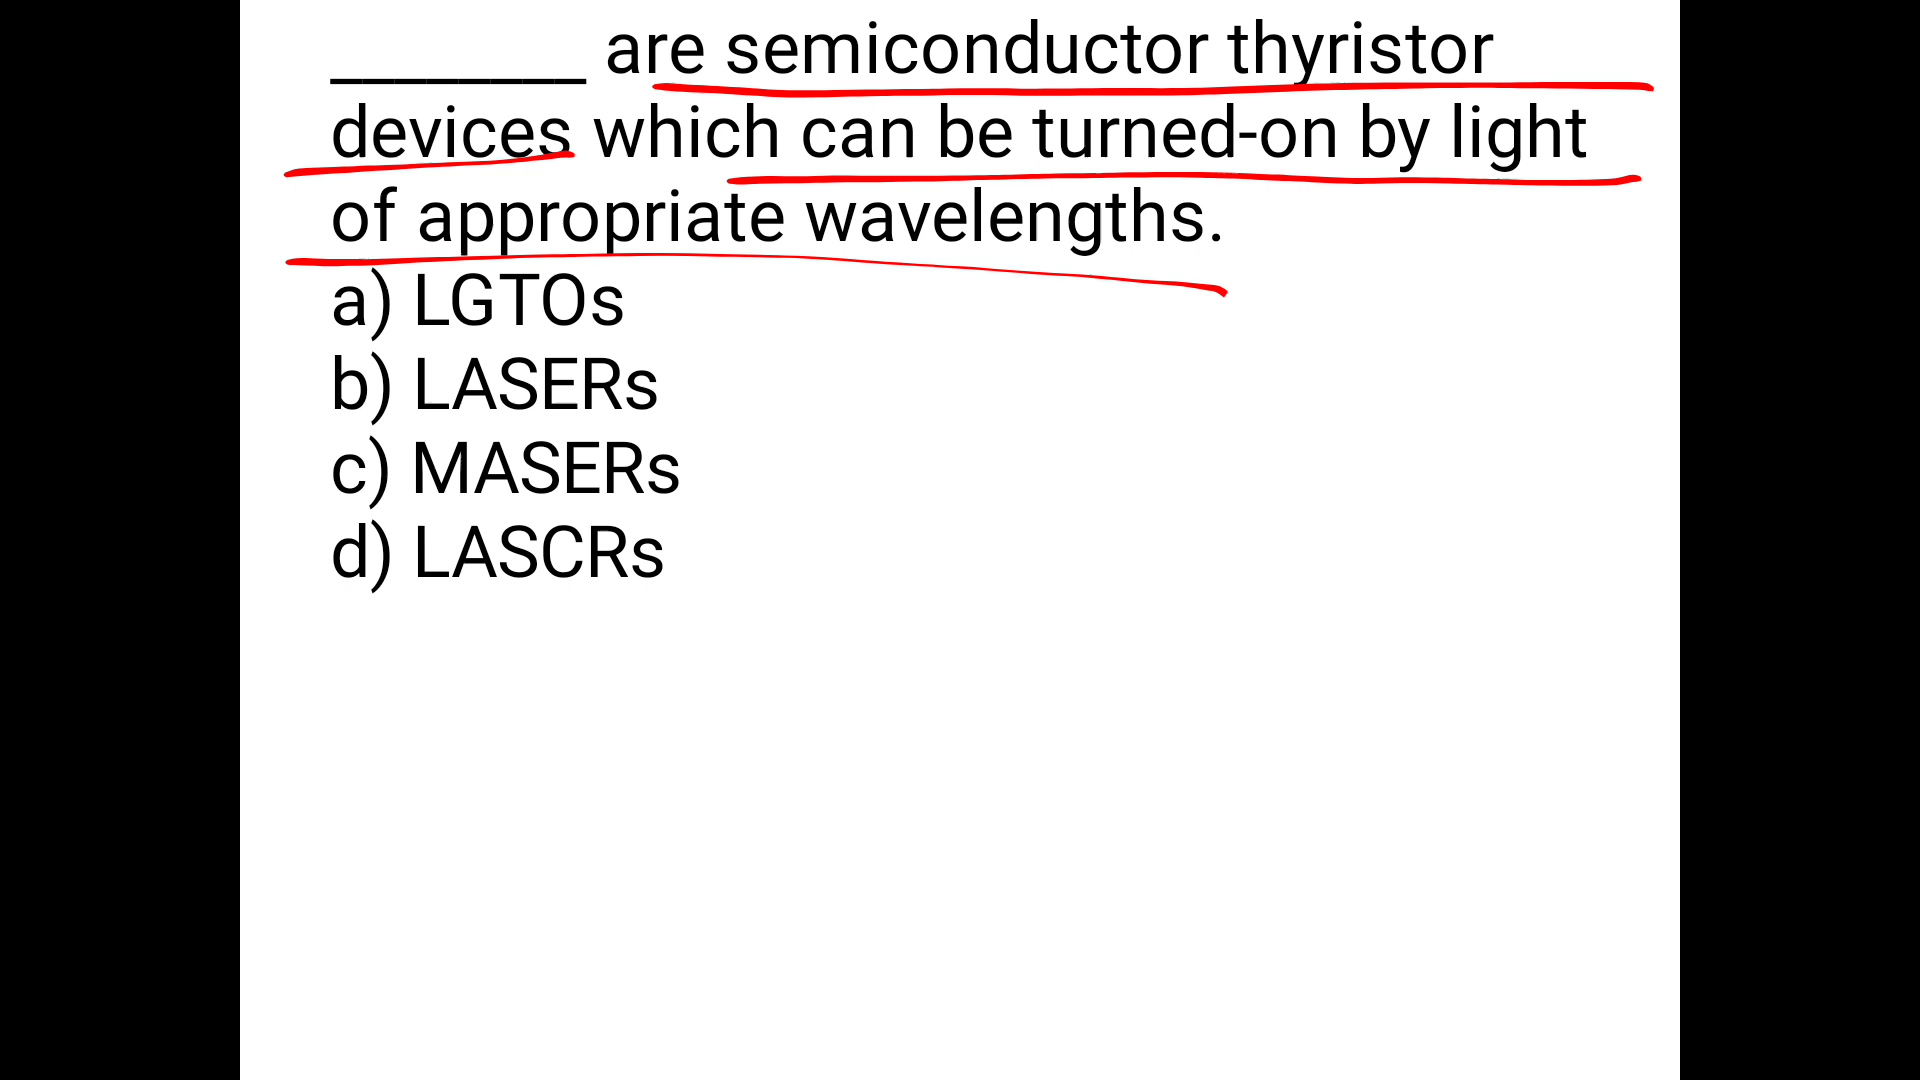 ________ are semiconductor thyristor
devices which can be turned-on by light
of appropriate wavelengths.
a) LGTOs
b) LASERs
c) MASERs
d) LASCRs